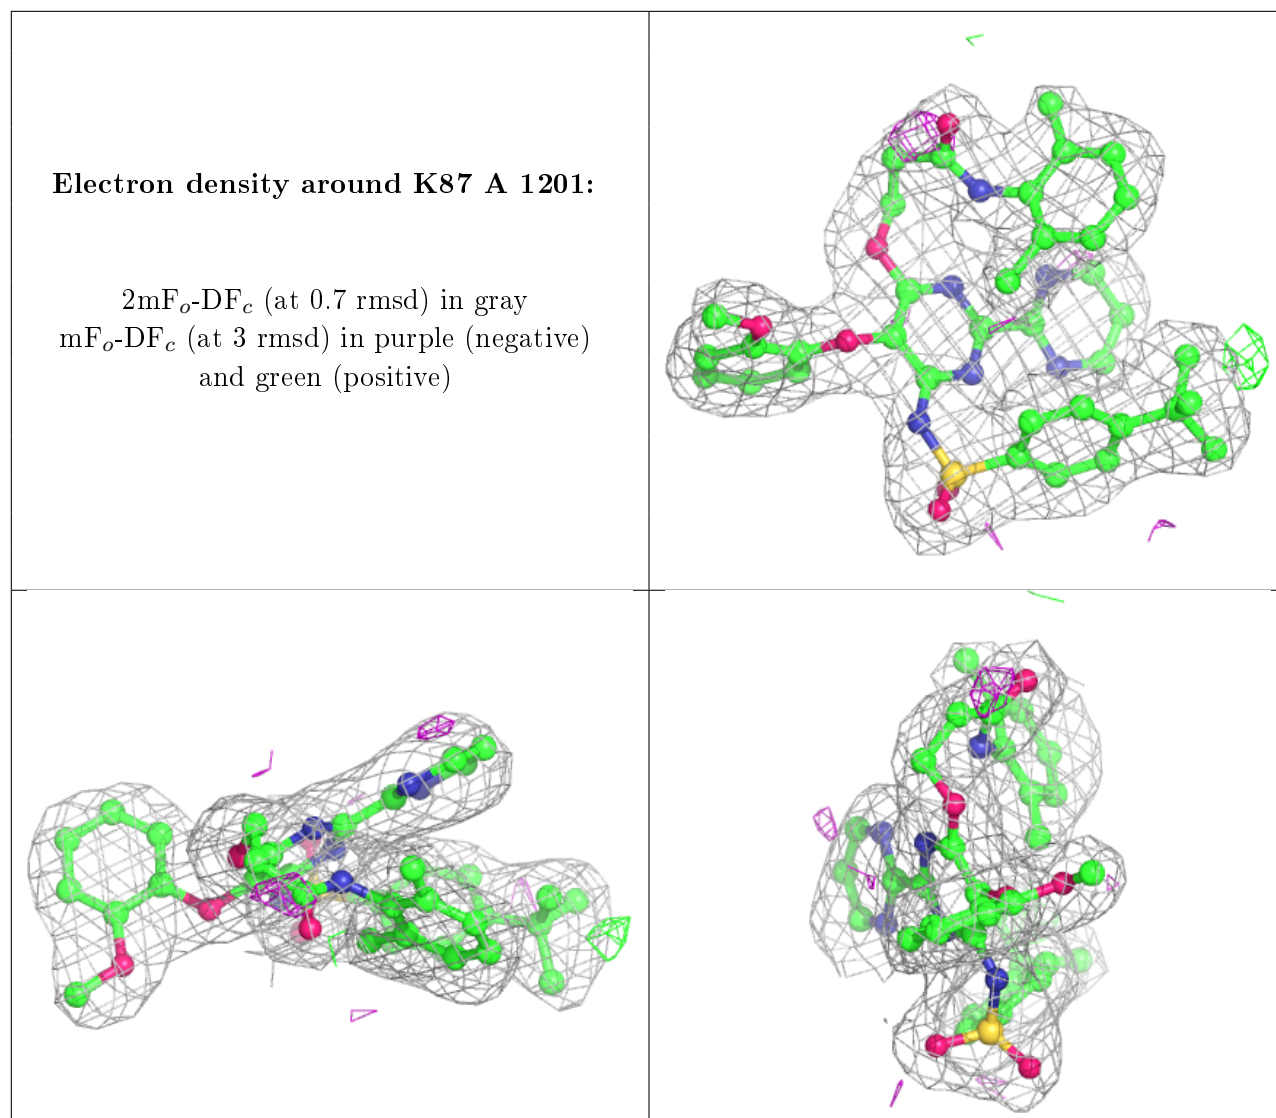 Electron density around K87 A 1201:
2mFo-DFc (at 0.7 rmsd) in gray
mFo-DFc (at 3 rmsd) in purple (negative)
and green (positive)